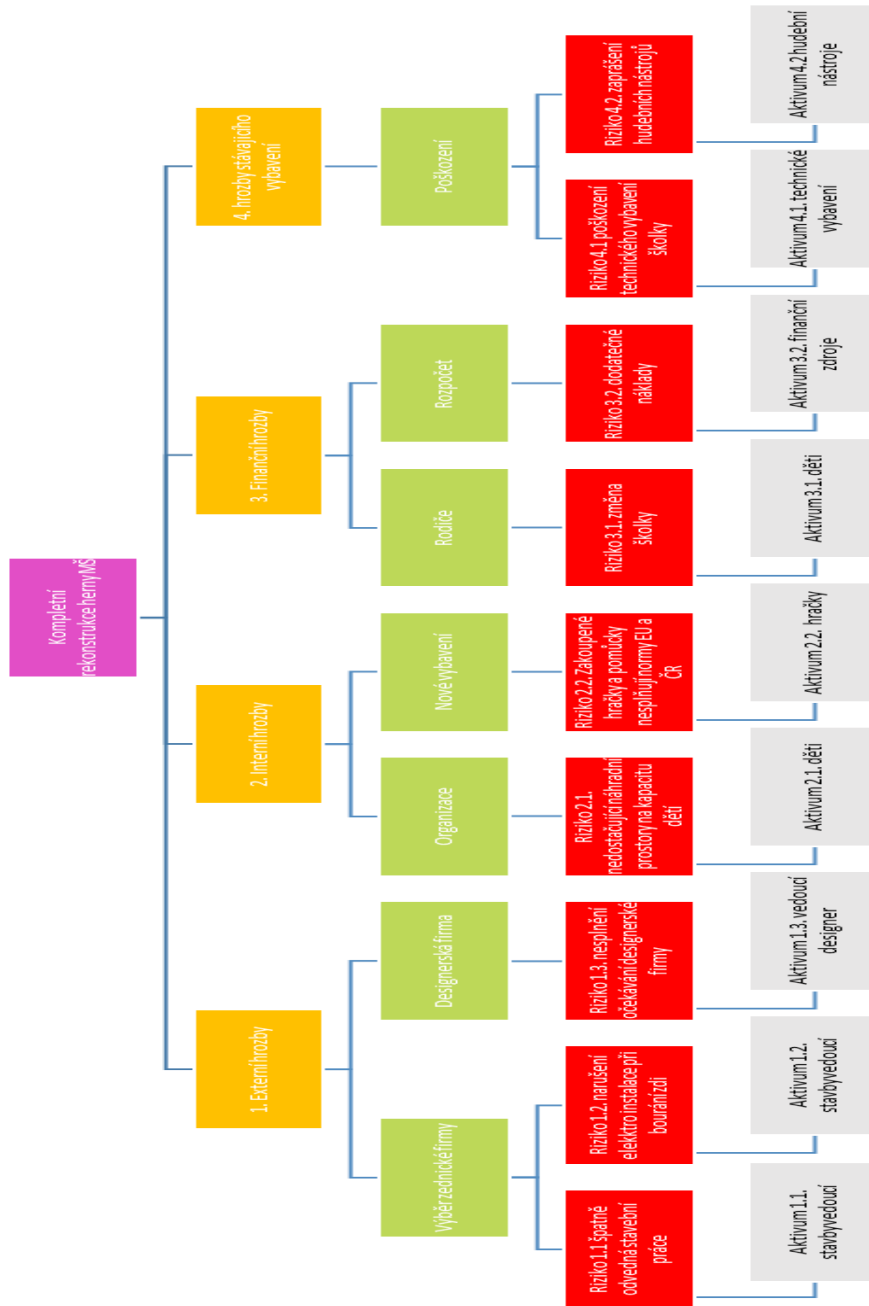 Kompletní
rekonstrukce herny MŠ
1. Externí hrozby
2. Interní hrozby
3. Finanční hrozby
4. hrozby stávajícího
vybavení
Výběr zednické firmy
Designerská firma
Organizace
Nové vybavení
Rodiče
Rozpočet
Poškození
Riziko 1.1 špatně
odvedná stavební
práce
Riziko 1.2. narušení
elekktro instalace při
bourání zdi
Riziko 1.3. nesplnění
očekávání designerské
firmy
Riziko 2.1.
nedostačující náhradní
prostory na kapacitu
dětí
Riziko 2.2. Zakoupené
hračky a pomůcky
nesplňují normy EU a
ČR
Riziko 3.1. změna
školky
Riziko 3.2. dodatečné
náklady
Riziko 4.1 poškození
technického vybavení
školky
Riziko 4.2. zaprášení
hudebních nástrojů
Aktivum 1.1.
stavbyvedoucí
Aktivum 1.2.
stavbyvedoucí
Aktivum 1.3. vedoucí
designer
Aktivum 2.1. děti
Aktivum 2.2. hračky
Aktivum 3.1. děti
Aktivum 3.2. finanční
zdroje
Aktivum 4.1. technické
vybavení
Aktivum 4.2 hudební
nástroje